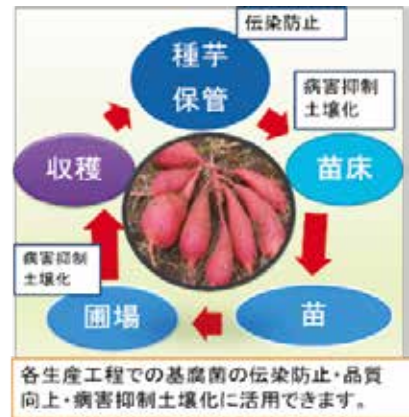 伝染防止
種芋
保管
病害抑制
土壌化
収穫
苗床
病害抑制
土壌化
圃場
苗
各生産工程での基腐菌の伝染防止・品質
向上・病害抑制土壌化に活用できます。